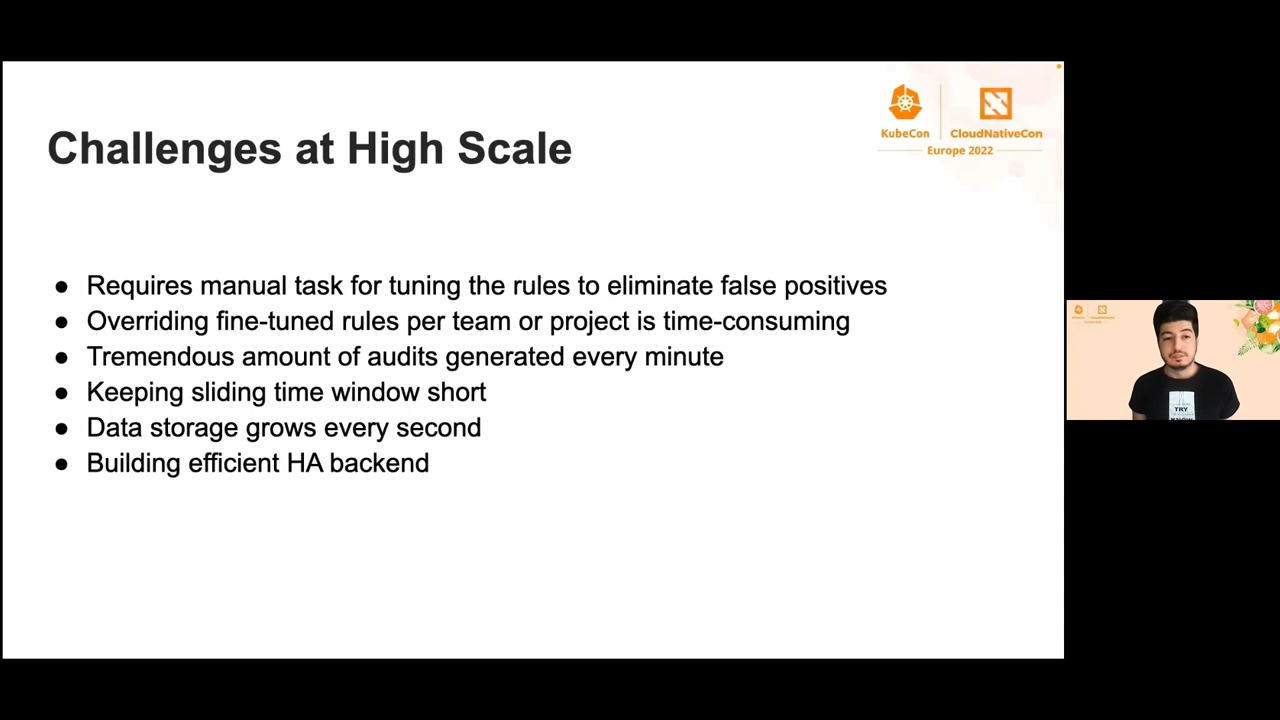 KubeCon
CloudNativeCon
Europe 2022
Challenges at High Scale
● Requires manual task for tuning the rules to eliminate false positives
● Overriding fine-tuned rules per team or project is time-consuming
● Tremendous amount of audits generated every minute
● Keeping sliding time window short
● Data storage grows every second
● Building efficient HA backend
TRY